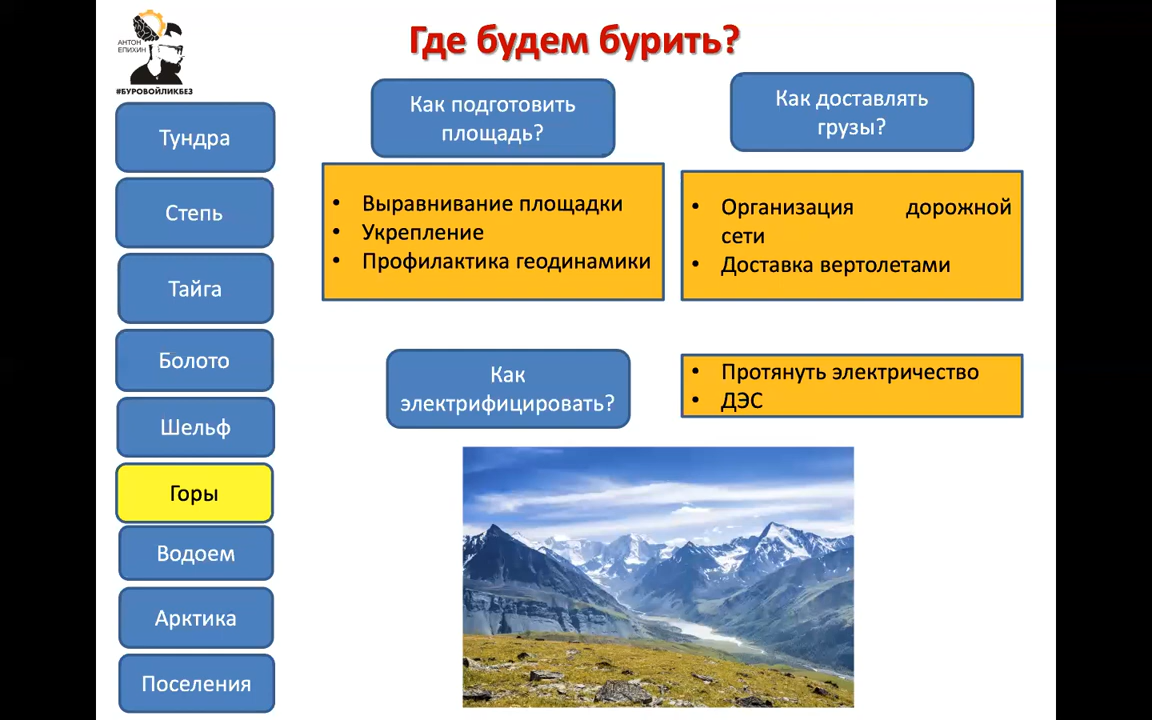 Где будем бурить?
АНТОН
ЕПИХИН
#БУРОВОЙЛИКБЕЗ
Тундра
Степь
Тайга
Болото
Шельф
Горы
Водоем
Арктика
Поселения
Как подготовить
площадь?
• Выравнивание площадки
• Укрепление
• Профилактика геодинамики
Как доставлять
грузы?
• Организация дорожной
сети
• Доставка вертолетами
Как
электрифицировать?
• Протянуть электричество
• ДЭС